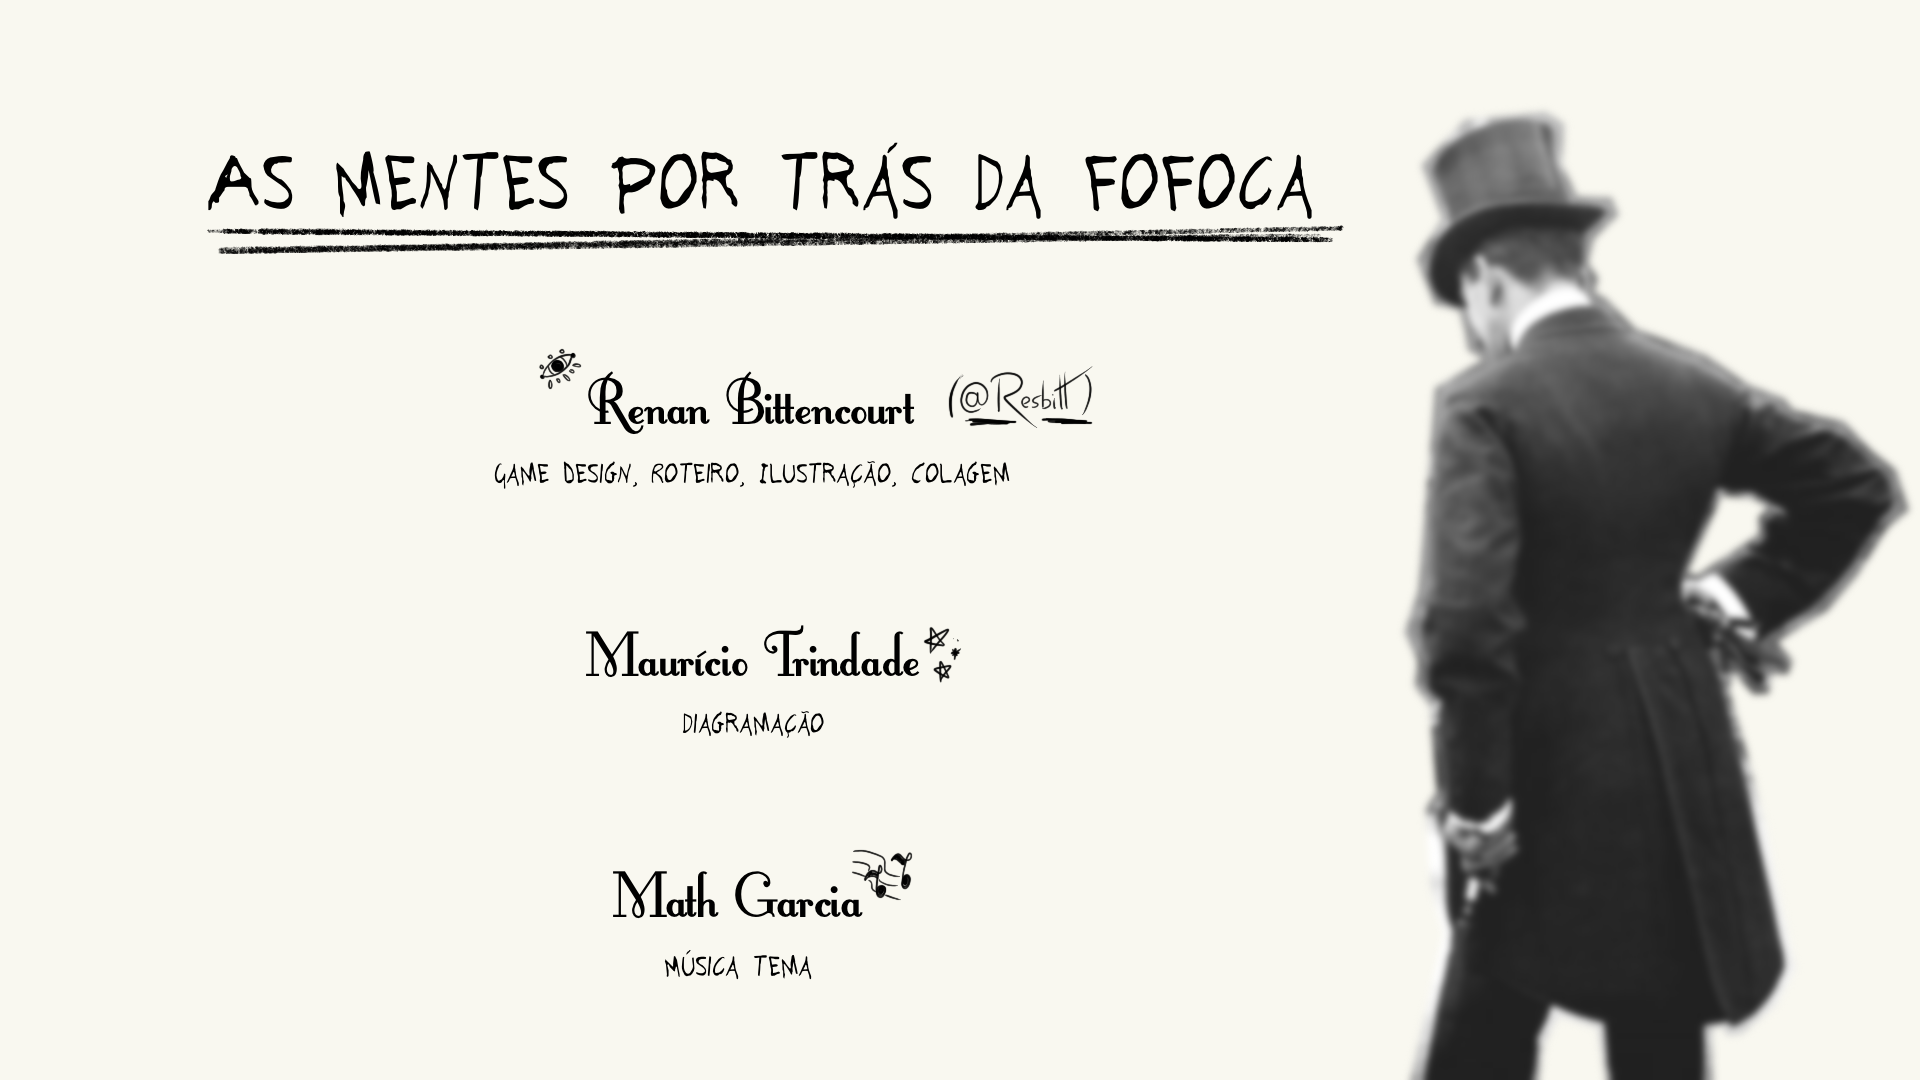 AS MENTES POR TRÁS DA FOFOCA
Renan Bittencourt (@Resbitt)
GAME DESIGN, ROTEIRO, ILUSTRAÇÃO, COLAGEM
Maurício Trindade
DIAGRAMAÇÃO
Math Garcia
MÚSICA TEMA